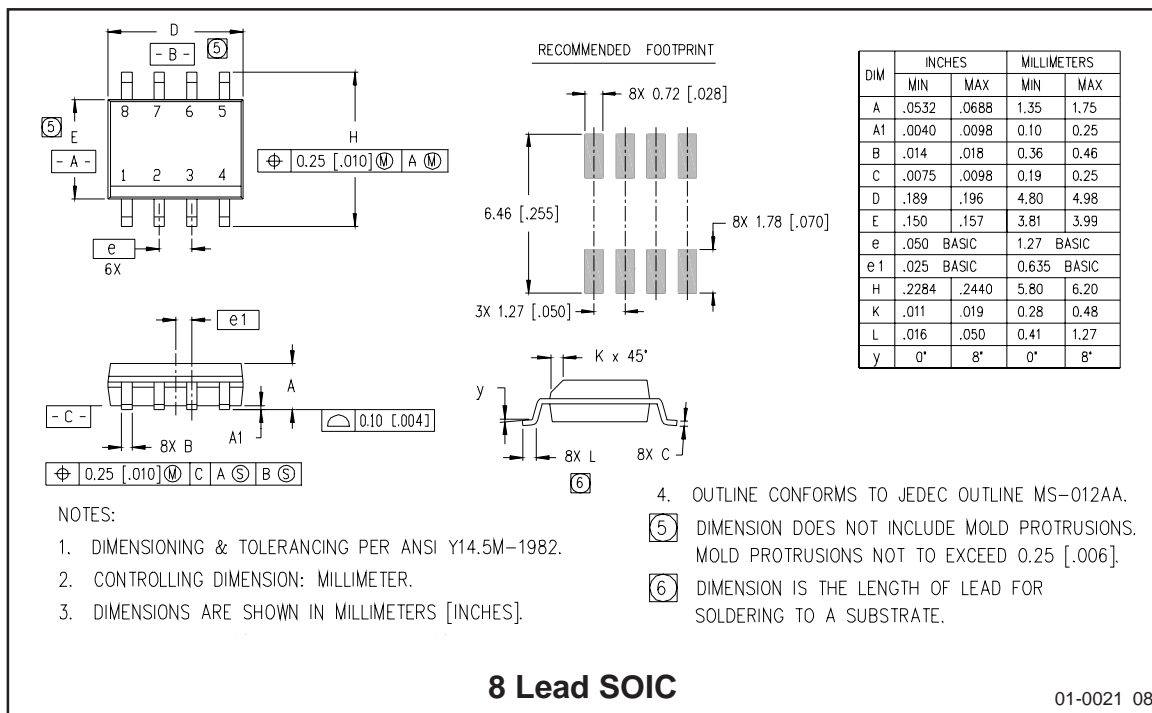 D
- B -
5
8 7 6 5
5
E
- A -
H
⌖ 0.25 [.010] Ⓜ A Ⓜ
1 2 3 4
e
6X
RECOMMENDED FOOTPRINT
8X 0.72 [.028]
6.46 [.255]
8X 1.78 [.070]
3X 1.27 [.050]
DIM INCHES MILLIMETERS
MIN MAX MIN MAX
A .0532 .0688 1.35 1.75
A1 .0040 .0098 0.10 0.25
B .014 .018 0.36 0.46
C .0075 .0098 0.19 0.25
D .189 .196 4.80 4.98
E .150 .157 3.81 3.99
e .050 BASIC 1.27 BASIC
e1 .025 BASIC 0.635 BASIC
H .2284 .2440 5.80 6.20
K .011 .019 0.28 0.48
L .016 .050 0.41 1.27
y 0° 8° 0° 8°
e1
A
- C -
8X B
A1
⌓ 0.10 [.004]
⌖ 0.25 [.010] Ⓜ C A Ⓢ B Ⓢ
K x 45°
y
8X L
6
8X C
NOTES:
1. DIMENSIONING & TOLERANCING PER ANSI Y14.5M-1982.
2. CONTROLLING DIMENSION: MILLIMETER.
3. DIMENSIONS ARE SHOWN IN MILLIMETERS [INCHES].
4. OUTLINE CONFORMS TO JEDEC OUTLINE MS-012AA.
5 DIMENSION DOES NOT INCLUDE MOLD PROTRUSIONS.
MOLD PROTRUSIONS NOT TO EXCEED 0.25 [.006].
6 DIMENSION IS THE LENGTH OF LEAD FOR
SOLDERING TO A SUBSTRATE.
8 Lead SOIC
01-0021 08